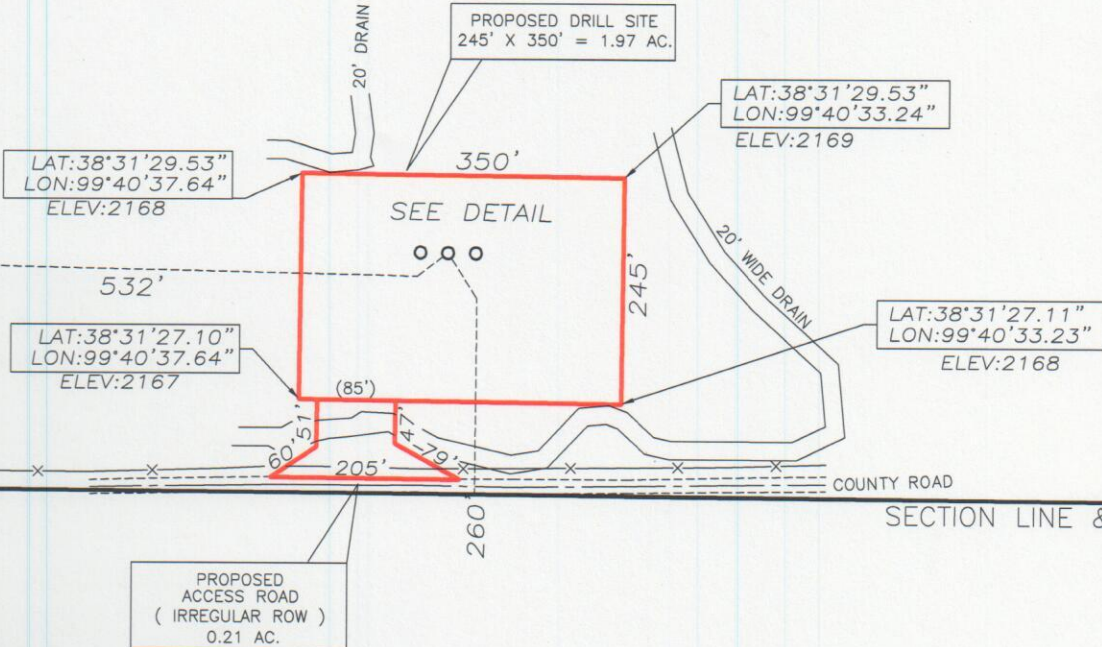 PROPOSED DRILL SITE
245' X 350' = 1.97 AC.
20' DRAIN
LAT:38°31'29.53"
LON:99°40'33.24"
ELEV:2169
LAT:38°31'29.53"
LON:99°40'37.64"
ELEV:2168
350'
SEE DETAIL
20' WIDE DRAIN
532'
245'
LAT:38°31'27.10"
LON:99°40'37.64"
ELEV:2167
LAT:38°31'27.11"
LON:99°40'33.23"
ELEV:2168
(85')
51'
47'
60'
79'
205'
COUNTY ROAD
SECTION LINE &
260'
PROPOSED
ACCESS ROAD
( IRREGULAR ROW )
0.21 AC.